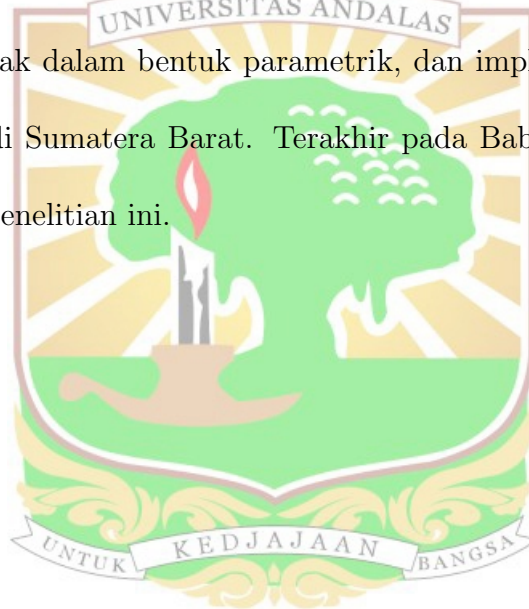 UNIVERSITAS ANDALAS
ak dalam bentuk parametrik, dan impl
di Sumatera Barat. Terakhir pada Bab
enelitian ini.
UNTUK KEDJAJAAN BANGSA